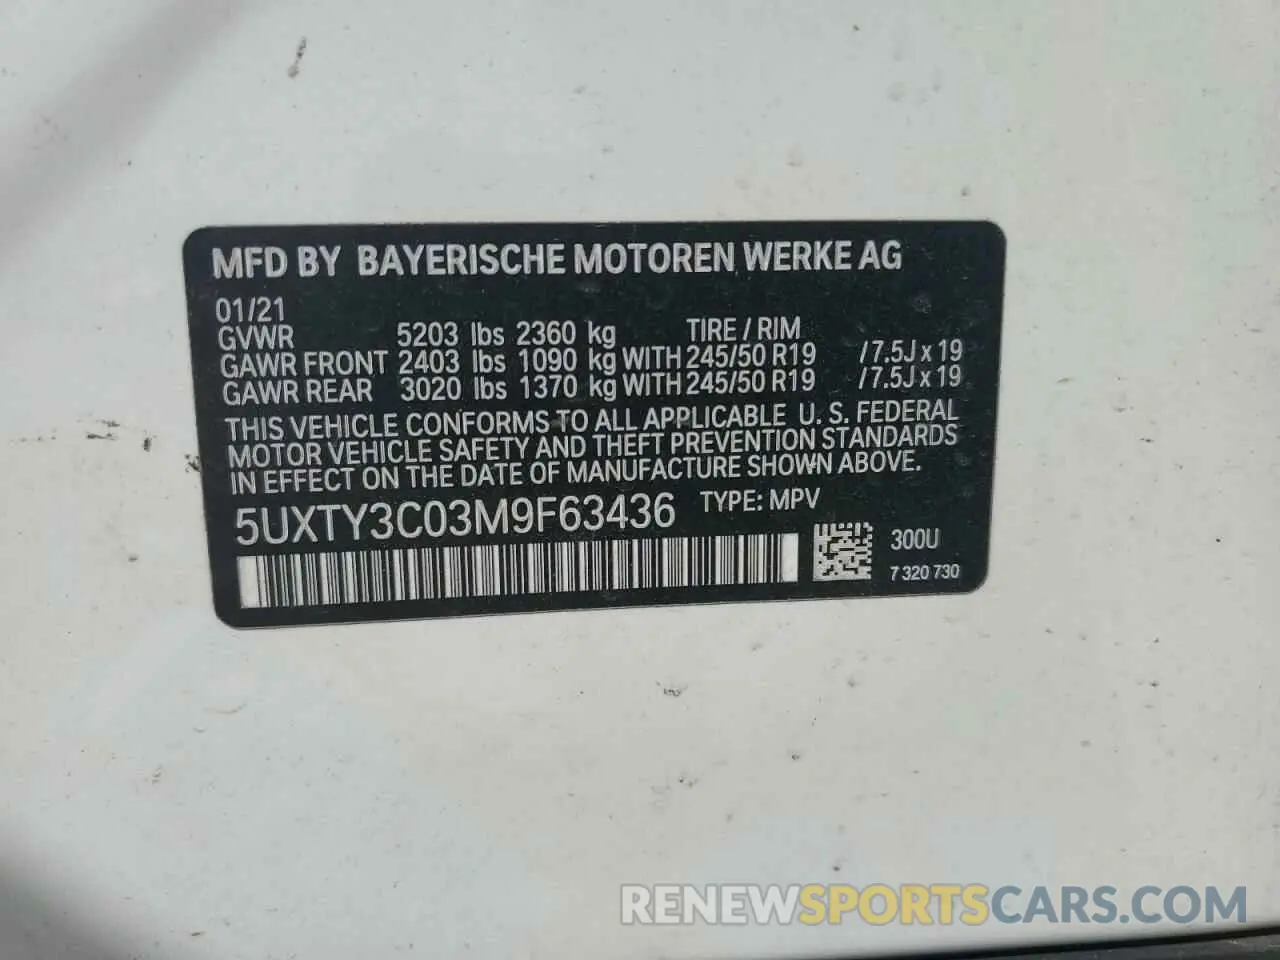 MFD BY BAYERISCHE MOTOREN WERKE AG
01/21
GVWR 5203 lbs 2360 kg TIRE / RIM
GAWR FRONT 2403 lbs 1090 kg WITH 245/50 R19 / 7.5J x 19
GAWR REAR 3020 lbs 1370 kg WITH 245/50 R19 / 7.5J x 19
THIS VEHICLE CONFORMS TO ALL APPLICABLE U. S. FEDERAL
MOTOR VEHICLE SAFETY AND THEFT PREVENTION STANDARDS
IN EFFECT ON THE DATE OF MANUFACTURE SHOWN ABOVE.
5UXTY3C03M9F63436 TYPE: MPV
300U
7 320 730
RENEWSPORTSCARS.COM